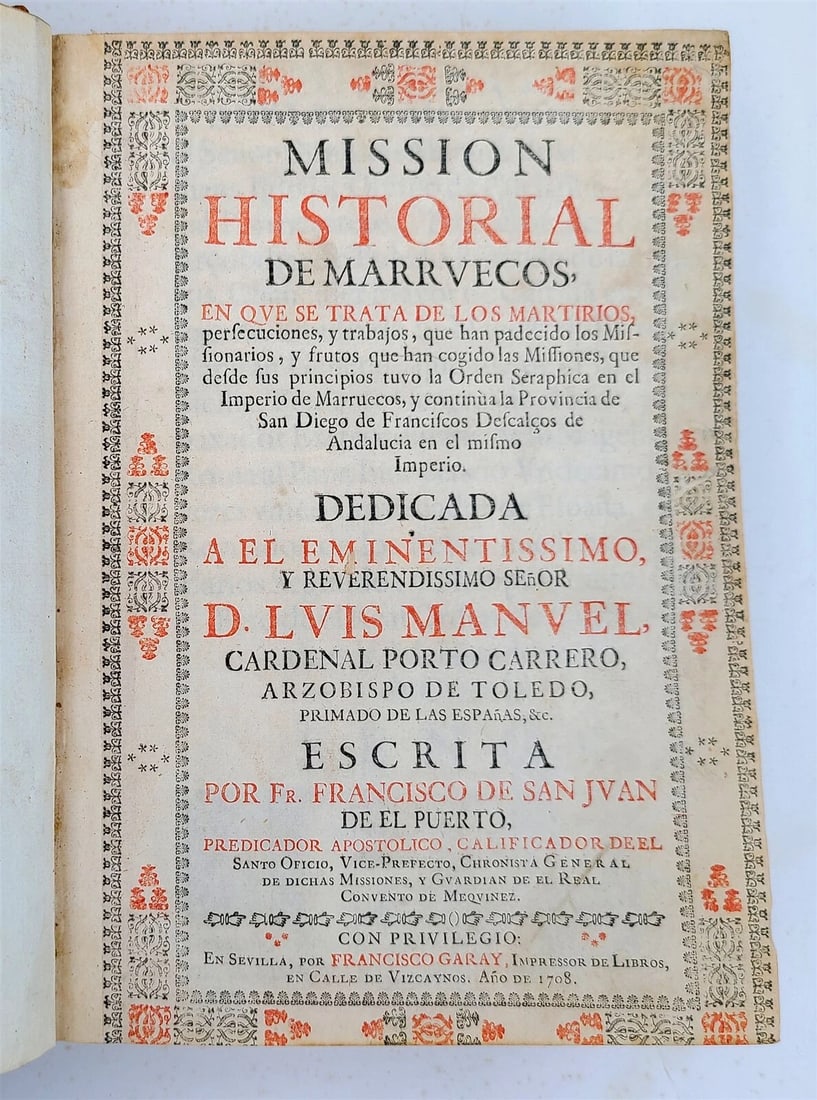 MISSION
HISTORIAL
DE MARRVECOS,
EN QVE SE TRATA DE LOS MARTIRIOS,
perſecuciones, y trabajos, que han padecido los Miſ-
ſionarios, y frutos que han cogido las Miſſiones, que
deſde ſus principios tuvo la Orden Seraphica en el
Imperio de Marruecos, y continùa la Provincia de
San Diego de Franciſcos Deſcalços de
Andalucia en el miſmo
Imperio.
DEDICADA
A EL EMINENTISSIMO,
Y REVERENDISSIMO SEñOR
D. LVIS MANVEL,
CARDENAL PORTO CARRERO,
ARZOBISPO DE TOLEDO,
PRIMADO DE LAS ESPAñAS, &c.
ESCRITA
POR FR. FRANCISCO DE SAN JVAN
DE EL PUERTO,
PREDICADOR APOSTOLICO, CALIFICADOR DE EL
SANTO OFICIO, VICE-PREFECTO, CHRONISTA GENERAL
DE DICHAS MISSIONES, Y GVARDIAN DE EL REAL
CONVENTO DE MEQVINEZ.
CON PRIVILEGIO:
EN SEVILLA, POR FRANCISCO GARAY, IMPRESSOR DE LIBROS,
EN CALLE DE VIZCAYNOS. AÑO DE 1708.